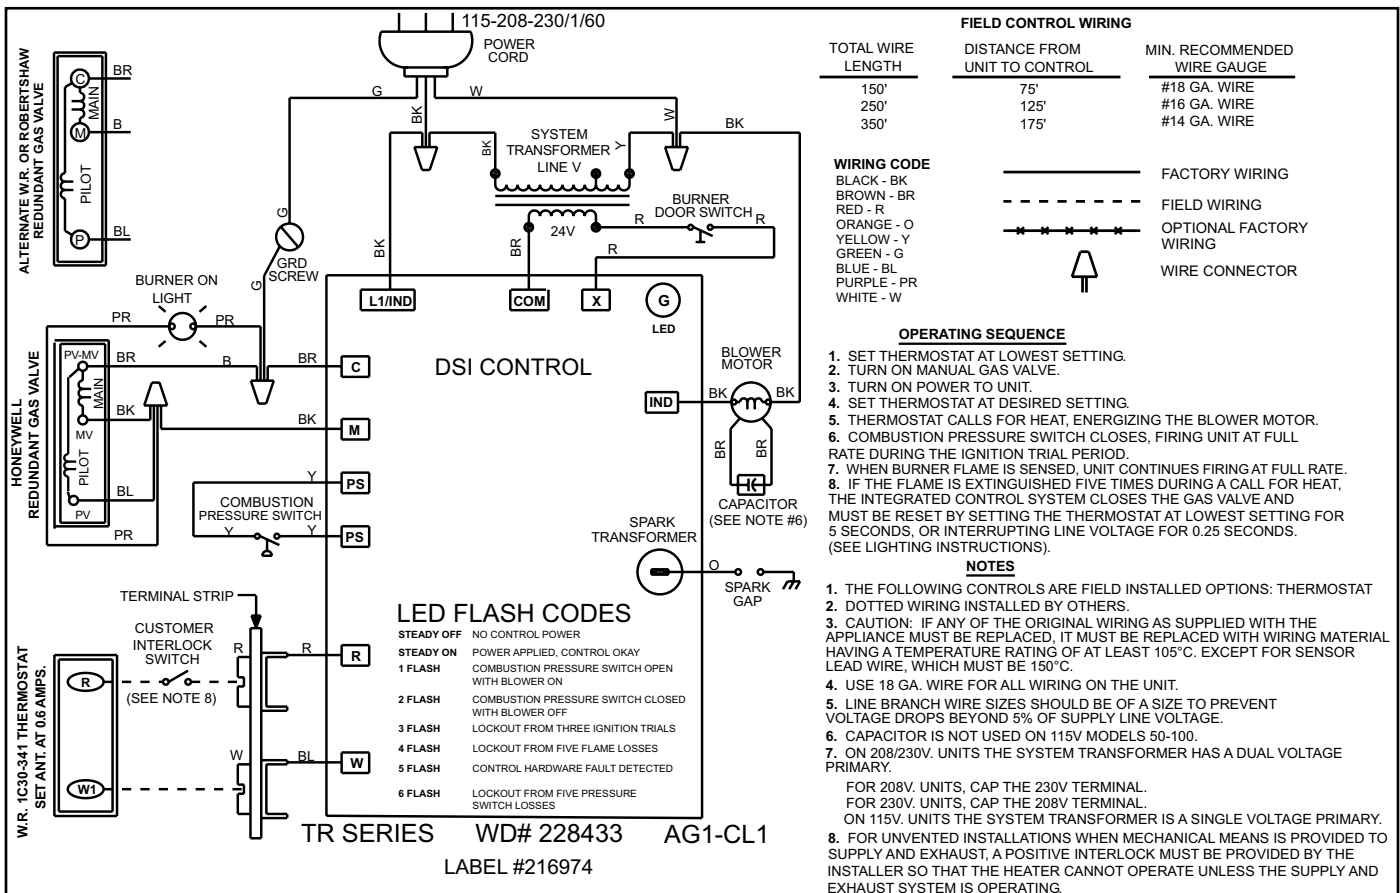 115-208-230/1/60
POWER
CORD
G
W
BK
W
BK
BK
SYSTEM
TRANSFORMER
LINE V
Y
24V
BURNER
DOOR SWITCH
R
R
R
BK
BR
G
GRD
SCREW
G
ALTERNATE W.R. OR ROBERTSHAW
REDUNDANT GAS VALVE
C
BR
MAIN
M
B
PILOT
P
BL
BURNER ON
LIGHT
PR
PR
HONEYWELL
REDUNDANT GAS VALVE
PV-MV
BR
B
BR
MAIN
BK
MV
BK
PILOT
BL
PV
PR
L1/IND
COM
X
G
LED
DSI CONTROL
C
M
PS
PS
Y
COMBUSTION
PRESSURE SWITCH
Y
Y
BLOWER
MOTOR
IND
BK
BK
BR
BR
CAPACITOR
(SEE NOTE #6)
SPARK
TRANSFORMER
O
SPARK
GAP
TERMINAL STRIP
CUSTOMER
INTERLOCK
SWITCH
(SEE NOTE 8)
W.R. 1C30-341 THERMOSTAT
SET ANT. AT 0.6 AMPS.
R
R
R
R
W1
W
BL
W
LED FLASH CODES
STEADY OFF NO CONTROL POWER
STEADY ON POWER APPLIED, CONTROL OKAY
1 FLASH COMBUSTION PRESSURE SWITCH OPEN
WITH BLOWER ON
2 FLASH COMBUSTION PRESSURE SWITCH CLOSED
WITH BLOWER OFF
3 FLASH LOCKOUT FROM THREE IGNITION TRIALS
4 FLASH LOCKOUT FROM FIVE FLAME LOSSES
5 FLASH CONTROL HARDWARE FAULT DETECTED
6 FLASH LOCKOUT FROM FIVE PRESSURE
SWITCH LOSSES
TR SERIES WD# 228433 AG1-CL1
LABEL #216974
FIELD CONTROL WIRING
TOTAL WIRE
LENGTH
DISTANCE FROM
UNIT TO CONTROL
MIN. RECOMMENDED
WIRE GAUGE
150' 75' #18 GA. WIRE
250' 125' #16 GA. WIRE
350' 175' #14 GA. WIRE
WIRING CODE
BLACK - BK
BROWN - BR
RED - R
ORANGE - O
YELLOW - Y
GREEN - G
BLUE - BL
PURPLE - PR
WHITE - W
FACTORY WIRING
FIELD WIRING
OPTIONAL FACTORY
WIRING
WIRE CONNECTOR
OPERATING SEQUENCE
1. SET THERMOSTAT AT LOWEST SETTING.
2. TURN ON MANUAL GAS VALVE.
3. TURN ON POWER TO UNIT.
4. SET THERMOSTAT AT DESIRED SETTING.
5. THERMOSTAT CALLS FOR HEAT, ENERGIZING THE BLOWER MOTOR.
6. COMBUSTION PRESSURE SWITCH CLOSES, FIRING UNIT AT FULL
RATE DURING THE IGNITION TRIAL PERIOD.
7. WHEN BURNER FLAME IS SENSED, UNIT CONTINUES FIRING AT FULL RATE.
8. IF THE FLAME IS EXTINGUISHED FIVE TIMES DURING A CALL FOR HEAT,
THE INTEGRATED CONTROL SYSTEM CLOSES THE GAS VALVE AND
MUST BE RESET BY SETTING THE THERMOSTAT AT LOWEST SETTING FOR
5 SECONDS, OR INTERRUPTING LINE VOLTAGE FOR 0.25 SECONDS.
(SEE LIGHTING INSTRUCTIONS).
NOTES
1. THE FOLLOWING CONTROLS ARE FIELD INSTALLED OPTIONS: THERMOSTAT
2. DOTTED WIRING INSTALLED BY OTHERS.
3. CAUTION: IF ANY OF THE ORIGINAL WIRING AS SUPPLIED WITH THE
APPLIANCE MUST BE REPLACED, IT MUST BE REPLACED WITH WIRING MATERIAL
HAVING A TEMPERATURE RATING OF AT LEAST 105°C. EXCEPT FOR SENSOR
LEAD WIRE, WHICH MUST BE 150°C.
4. USE 18 GA. WIRE FOR ALL WIRING ON THE UNIT.
5. LINE BRANCH WIRE SIZES SHOULD BE OF A SIZE TO PREVENT
VOLTAGE DROPS BEYOND 5% OF SUPPLY LINE VOLTAGE.
6. CAPACITOR IS NOT USED ON 115V MODELS 50-100.
7. ON 208/230V. UNITS THE SYSTEM TRANSFORMER HAS A DUAL VOLTAGE
PRIMARY.
FOR 208V. UNITS, CAP THE 230V TERMINAL.
FOR 230V. UNITS, CAP THE 208V TERMINAL.
ON 115V. UNITS THE SYSTEM TRANSFORMER IS A SINGLE VOLTAGE PRIMARY.
8. FOR UNVENTED INSTALLATIONS WHEN MECHANICAL MEANS IS PROVIDED TO
SUPPLY AND EXHAUST, A POSITIVE INTERLOCK MUST BE PROVIDED BY THE
INSTALLER SO THAT THE HEATER CANNOT OPERATE UNLESS THE SUPPLY AND
EXHAUST SYSTEM IS OPERATING.